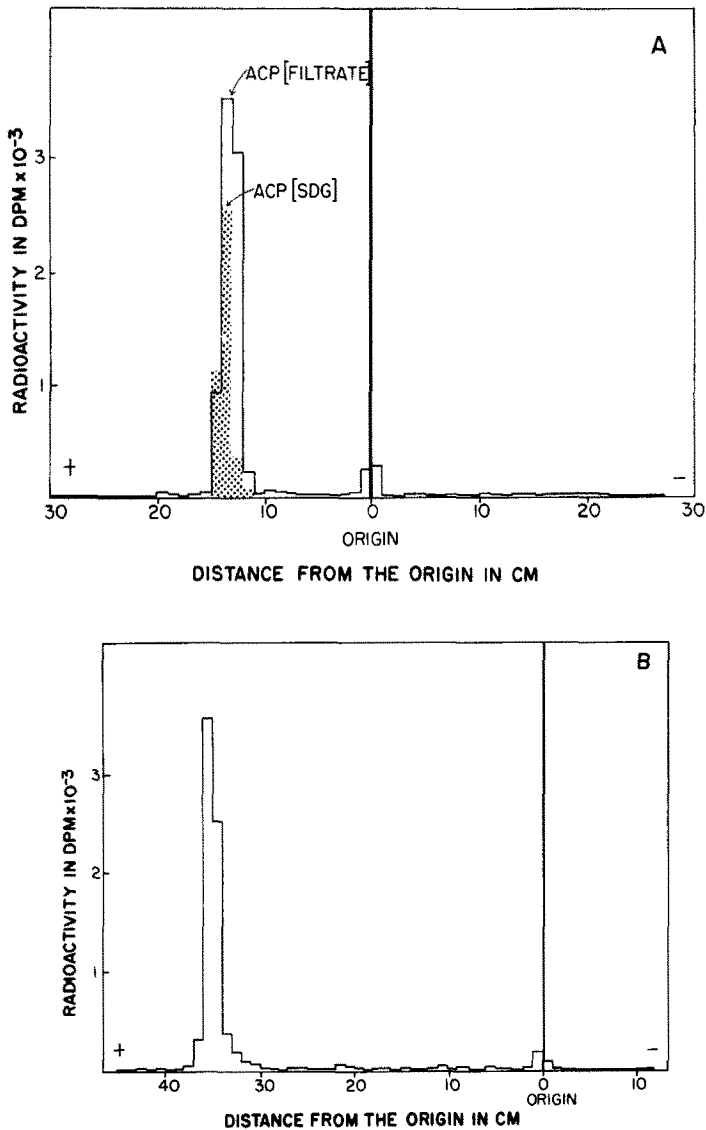 A
ACP [FILTRATE]
ACP [SDG]
RADIOACTIVITY IN DPM x10-3
3
2
1
+
−
30 20 10 0 10 20 30
ORIGIN
DISTANCE FROM THE ORIGIN IN CM
B
RADIOACTIVITY IN DPM x10-3
3
2
1
+
−
40 30 20 10 0 10
ORIGIN
DISTANCE FROM THE ORIGIN IN CM